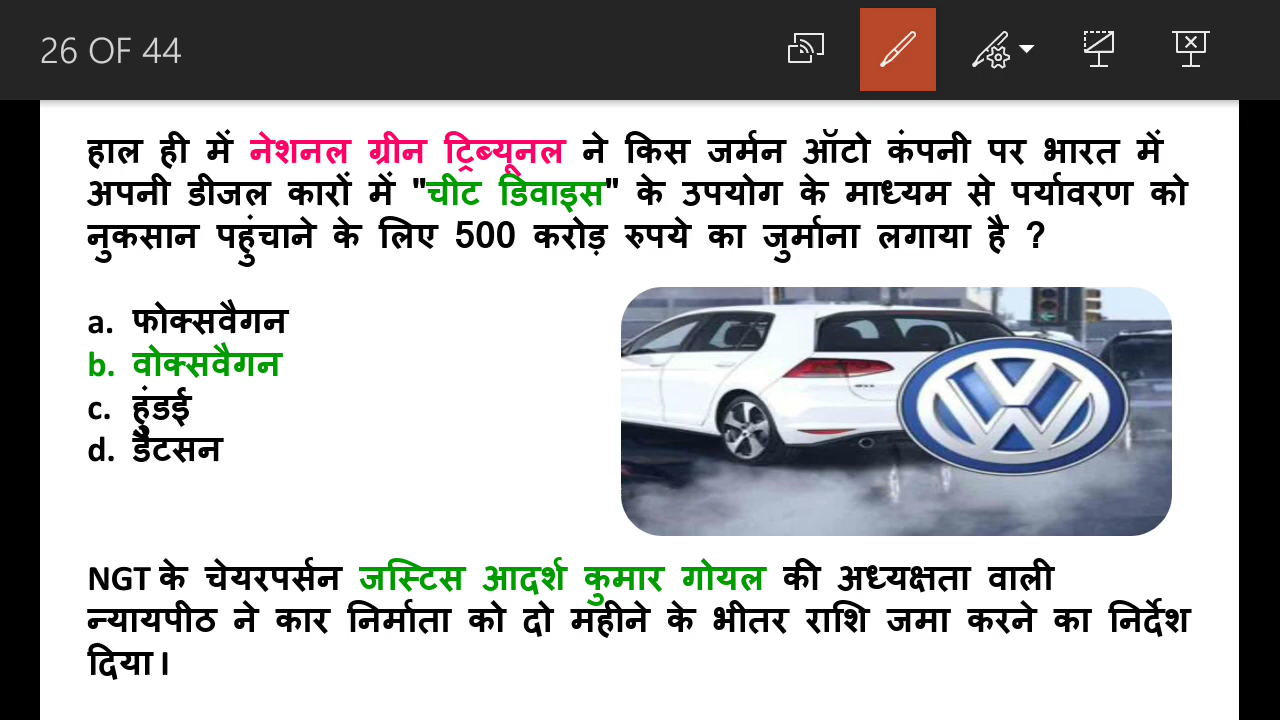 26 OF 44
हाल ही में नेशनल ग्रीन ट्रिब्यूनल ने किस जर्मन ऑटो कंपनी पर भारत में
अपनी डीजल कारों में "चीट डिवाइस" के उपयोग के माध्यम से पर्यावरण को
नुकसान पहुंचाने के लिए 500 करोड़ रुपये का जुर्माना लगाया है ?
a. फोक्सवैगन
b. वोक्सवैगन
c. हुंडई
d. डैटसन
NGT के चेयरपर्सन जस्टिस आदर्श कुमार गोयल की अध्यक्षता वाली
न्यायपीठ ने कार निर्माता को दो महीने के भीतर राशि जमा करने का निर्देश
दिया।